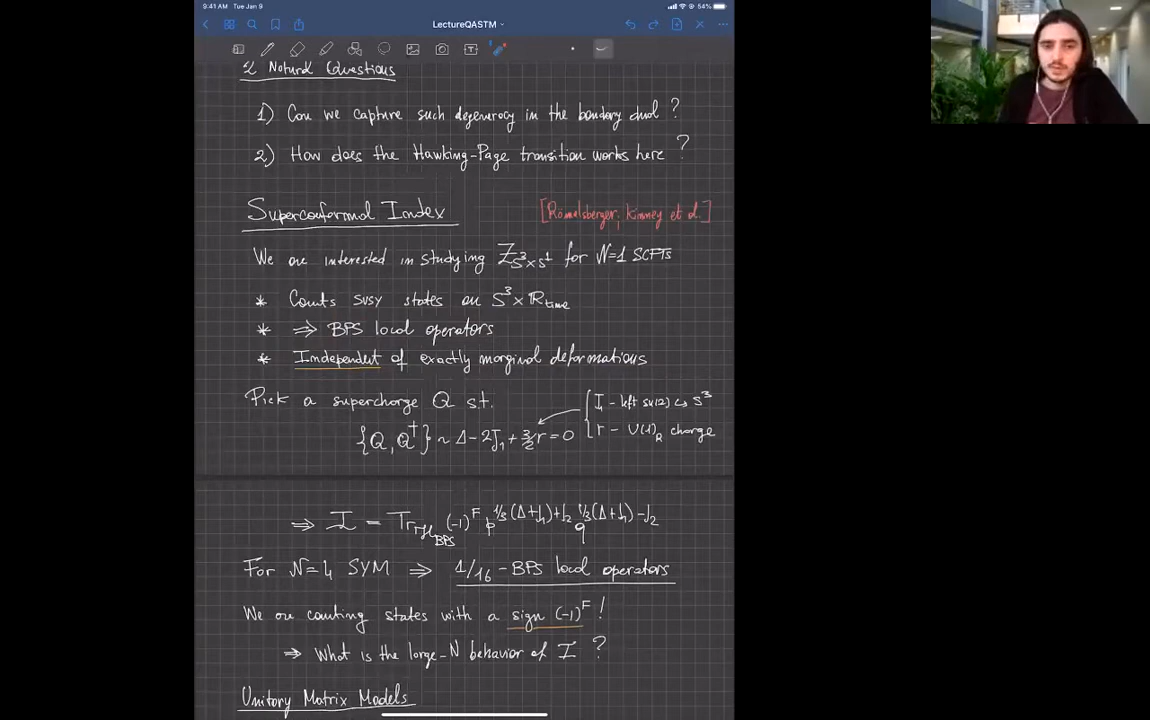 9:41 AM Tue Jan 9
54%
LectureQASTM
2 Natural Questions
1) Can we capture such degeneracy in the boundary dual ?
2) How does the Hawking-Page transition works here ?
Superconformal Index
[Römelsberger, Kinney et al.]
We are interested in studying Z_{S^3×S^1} for N=1 SCFTs
* Counts SUSY states on S^3 × R_time
* ⇒ BPS local operators
* Independent of exactly marginal deformations
Pick a supercharge Q s.t.
{Q, Q^†} ~ Δ - 2J_1 + 3/2 r = 0
J_1 - left su(2) ↪ S^3
r - U(1)_R charge
⇒ I = Tr_{H_BPS} (-1)^F p^{1/3(Δ+J_1)+J_2} q^{1/3(Δ+J_1)-J_2}
For N=4 SYM ⇒ 1/16 - BPS local operators
We are counting states with a sign (-1)^F !
⇒ What is the large-N behavior of I ?
Unitary Matrix Models